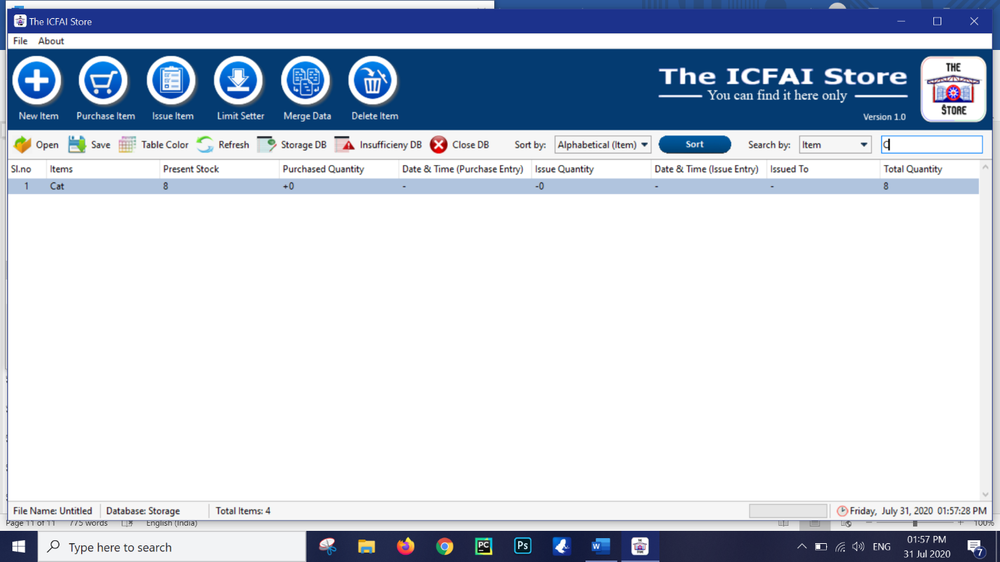 The ICFAI Store
File About
The ICFAI Store
You can find it here only
Version 1.0
THE
STORE
New Item Purchase Item Issue Item Limit Setter Merge Data Delete Item
Open Save Table Color Refresh Storage DB Insufficieny DB Close DB Sort by: Alphabetical (Item) Sort Search by: Item C
Sl.no Items Present Stock Purchased Quantity Date & Time (Purchase Entry) Issue Quantity Date & Time (Issue Entry) Issued To Total Quantity
1 Cat 8 +0 - -0 - - 8
File Name: Untitled Database: Storage Total Items: 4 Friday, July 31, 2020 01:57:28 PM
Page 11 of 11 775 words English (India) 100%
Type here to search PC Ps W THE STORE ENG 01:57 PM
31 Jul 2020 7